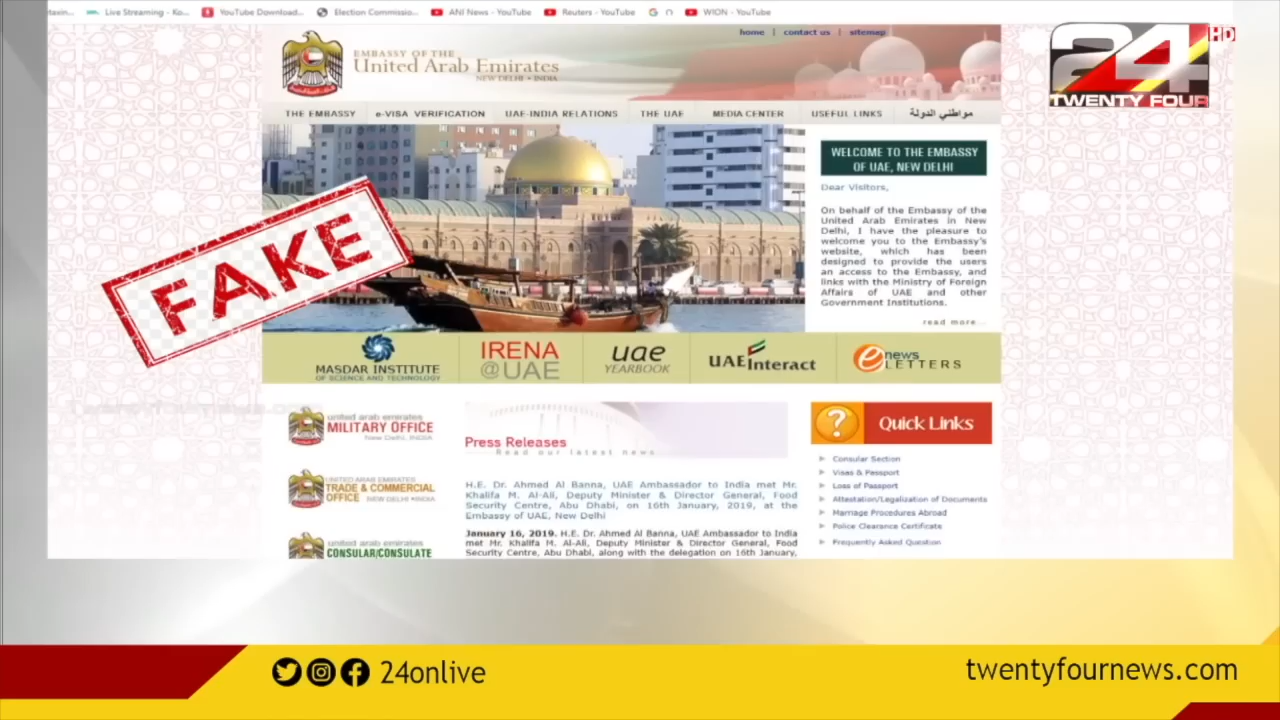 Live Streaming - Ko...
YouTube Download...
Election Commissio...
ANI News - YouTube
Reuters - YouTube
WION - YouTube
home | contact us | sitemap
24
HD
TWENTY FOUR
EMBASSY OF THE
United Arab Emirates
NEW DELHI • INDIA
THE EMBASSY
e-VISA VERIFICATION
UAE-INDIA RELATIONS
THE UAE
MEDIA CENTER
USEFUL LINKS
مواطني الدولة
WELCOME TO THE EMBASSY
OF UAE, NEW DELHI
Dear Visitors,
On behalf of the Embassy of the
United Arab Emirates in New
Delhi, I have the pleasure to
welcome you to the Embassy's
website, which has been
designed to provide the users
an access to the Embassy, and
links with the Ministry of Foreign
Affairs of UAE and other
Government Institutions.
read more...
FAKE
MASDAR INSTITUTE
OF SCIENCE AND TECHNOLOGY
IRENA
@UAE
uae
YEARBOOK
UAE Interact
e news
LETTERS
united arab emirates
MILITARY OFFICE
New Delhi, INDIA
UNITED ARAB EMIRATES
TRADE & COMMERCIAL
OFFICE NEW DELHI •INDIA
united arab emirates
CONSULAR/CONSULATE
Press Releases
Read our latest news
H.E. Dr. Ahmed Al Banna, UAE Ambassador to India met Mr.
Khalifa M. Al-Ali, Deputy Minister & Director General, Food
Security Centre, Abu Dhabi, on 16th January, 2019, at the
Embassy of UAE, New Delhi
January 16, 2019. H.E. Dr. Ahmed Al Banna, UAE Ambassador to India
met Mr. Khalifa M. Al-Ali, Deputy Minister & Director General, Food
Security Centre, Abu Dhabi, along with the delegation on 16th January,
? Quick Links
Consular Section
Visas & Passport
Loss of Passport
Attestation/Legalization of Documents
Marriage Procedures Abroad
Police Clearance Certificate
Frequently Asked Question
24onlive
twentyfournews.com